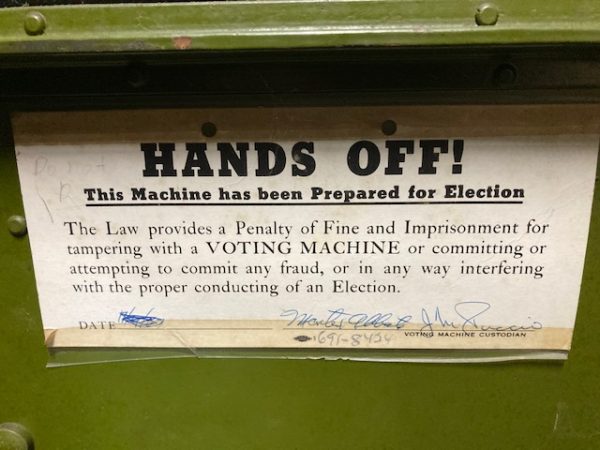 Do not
HANDS OFF!
This Machine has been Prepared for Election
The Law provides a Penalty of Fine and Imprisonment for
tampering with a VOTING MACHINE or committing or
attempting to commit any fraud, or in any way interfering
with the proper conducting of an Election.
DATE
VOTING MACHINE CUSTODIAN
691-8434